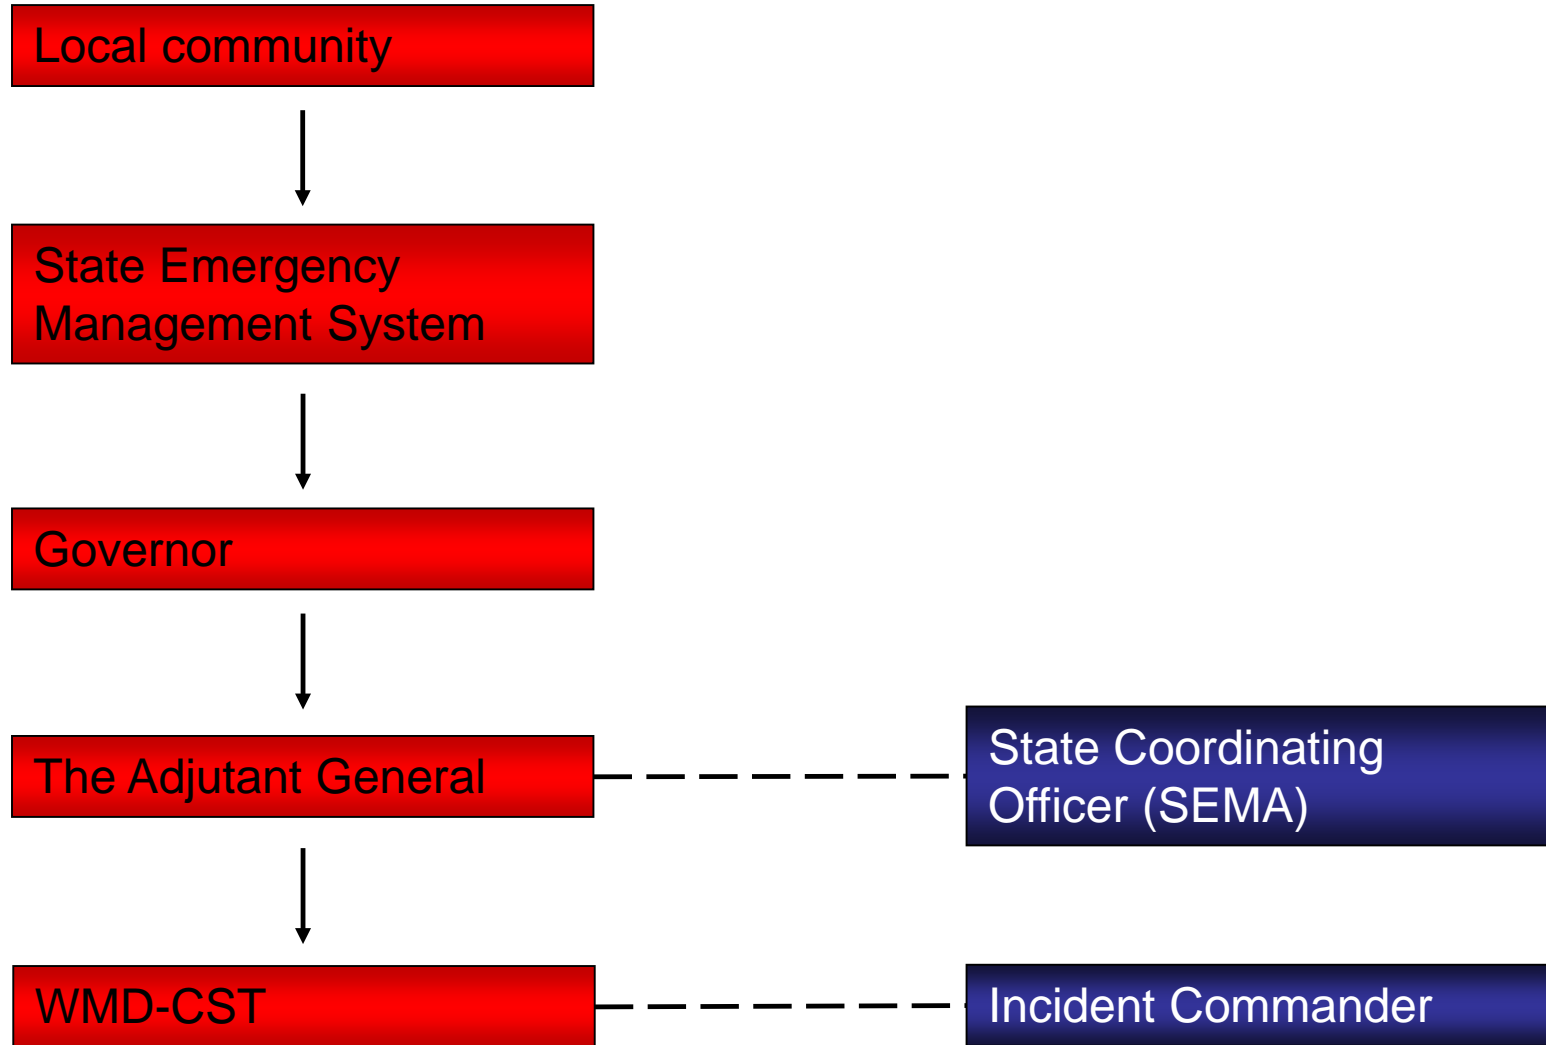 Local community
State Emergency
Management System
Governor
The Adjutant General
State Coordinating
Officer (SEMA)
WMD-CST
Incident Commander